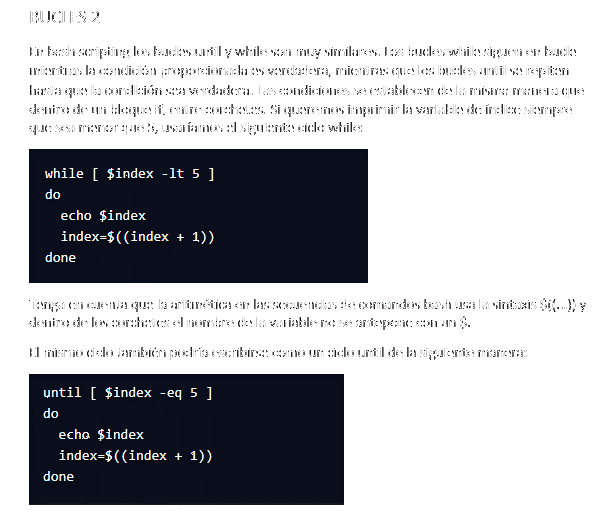 BUCLES 2
En bash scripting los bucles until y while son muy similares. Los bucles while siguen en bucle
mientras la condición proporcionada es verdadera, mientras que los bucles until se repiten
hasta que la condición sea verdadera. Las condiciones se establecen de la misma manera que
dentro de un bloque if, entre corchetes. Si queremos imprimir la variable de índice siempre
que sea menor que 5, usaríamos el siguiente ciclo while:
while [ $index -lt 5 ]
do
echo $index
index=$((index + 1))
done
Tenga en cuenta que la aritmética en las secuencias de comandos bash usa la sintaxis $((...)) y
dentro de los corchetes el nombre de la variable no se antepone con un $.
El mismo ciclo también podría escribirse como un ciclo until de la siguiente manera:
until [ $index -eq 5 ]
do
echo $index
index=$((index + 1))
done